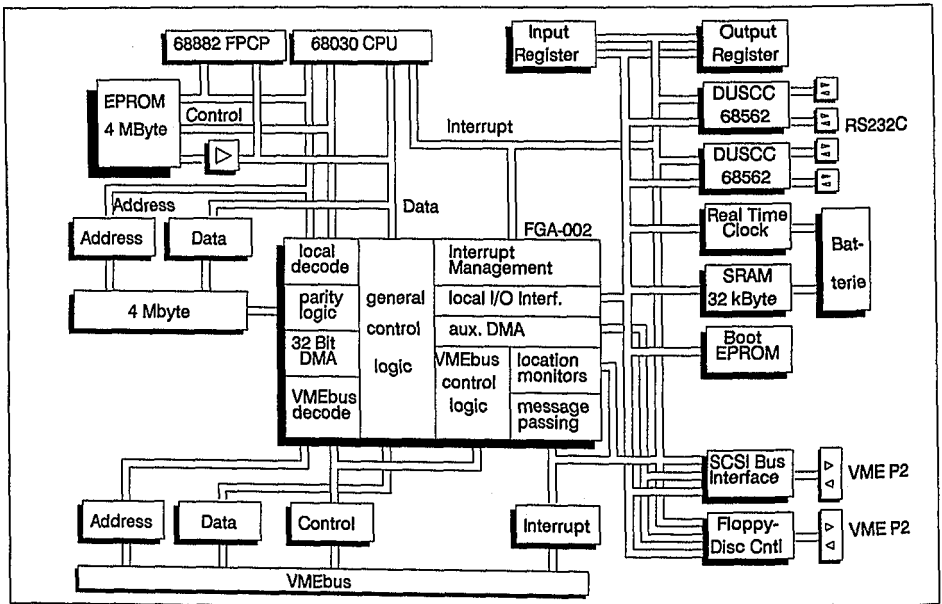 68882 FPCP
68030 CPU
Input
Register
Output
Register
EPROM
4 MByte
Control
Interrupt
DUSCC
68562
RS232C
DUSCC
68562
Address
Data
Address
Data
FGA-002
Real Time
Clock
Bat-
terie
4 Mbyte
local
decode
parity
logic
32 Bit
DMA
VMEbus
decode
general
control
logic
Interrupt
Management
local I/O Interf.
aux. DMA
VMEbus
control
logic
location
monitors
message
passing
SRAM
32 kByte
Boot
EPROM
SCSI Bus
Interface
VME P2
Floppy-
Disc Cntl
VME P2
Address
Data
Control
Interrupt
VMEbus